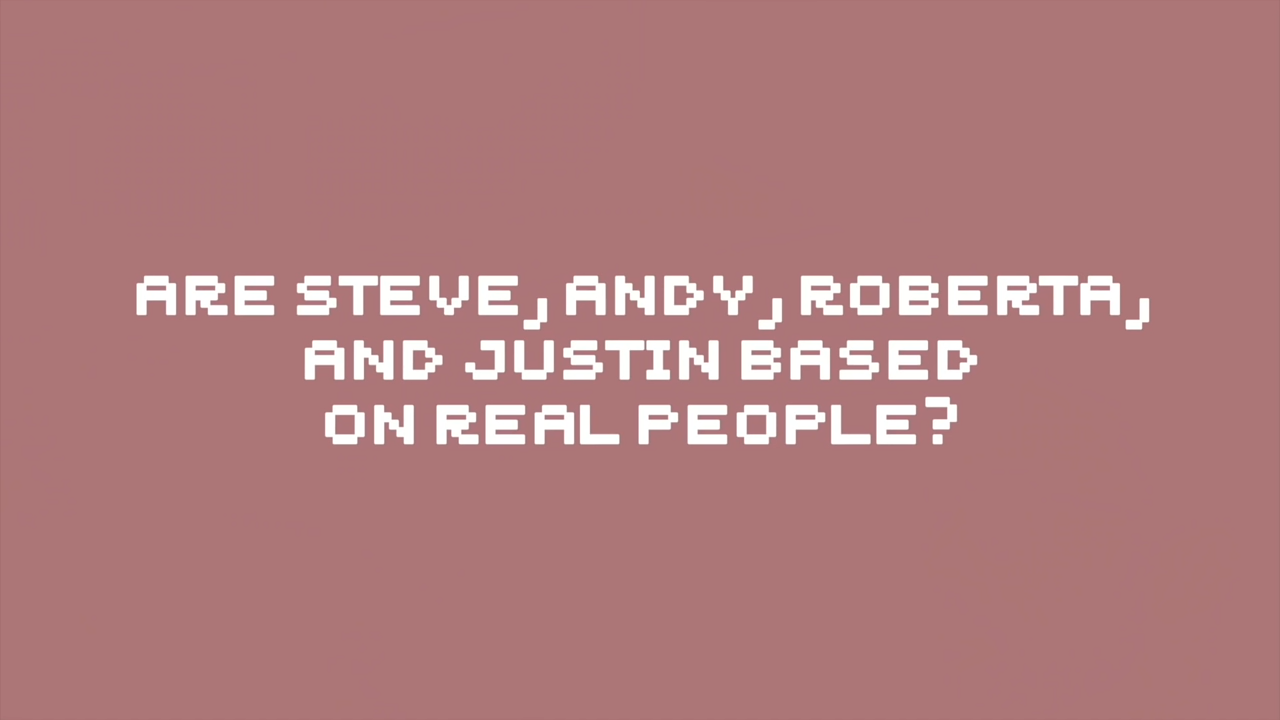 ARE STEVE, ANDY, ROBERTA,
AND JUSTIN BASED
ON REAL PEOPLE?